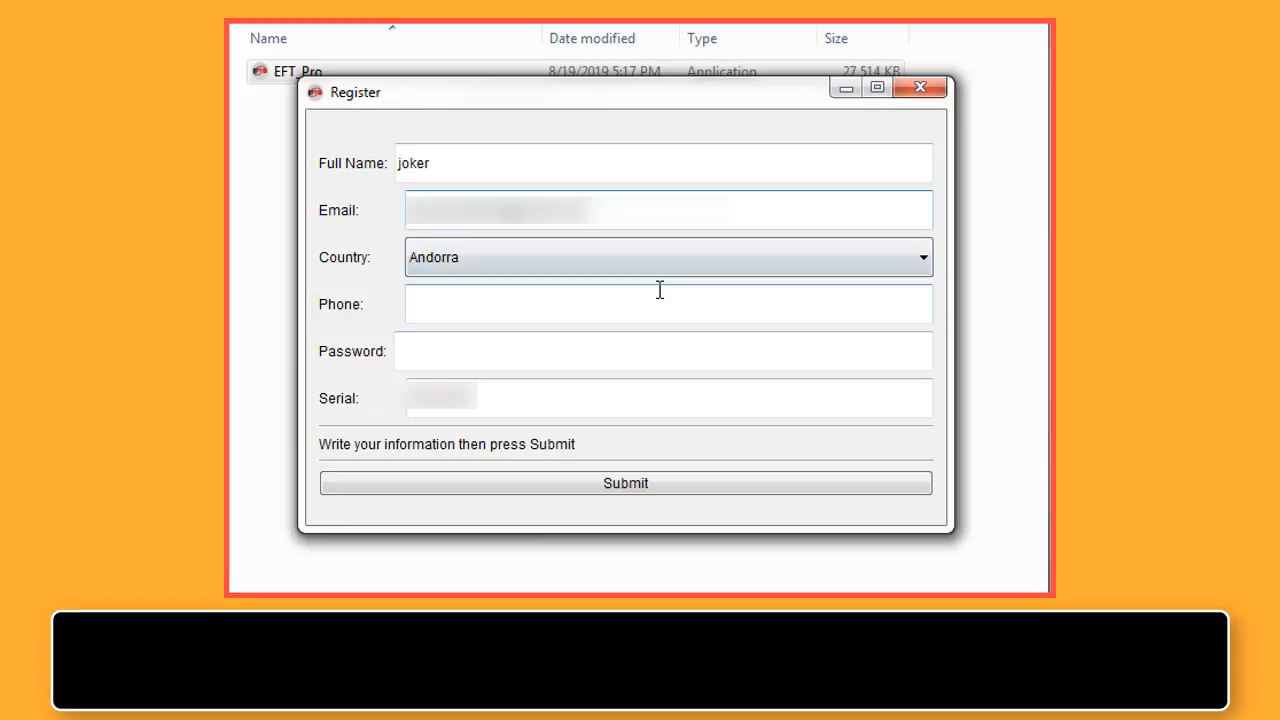 Name Date modified Type Size
EFT_Pro 8/19/2019 5:17 PM Application 27,514 KB
Register
Full Name: joker
Email:
Country: Andorra
Phone:
Password:
Serial:
Write your information then press Submit
Submit